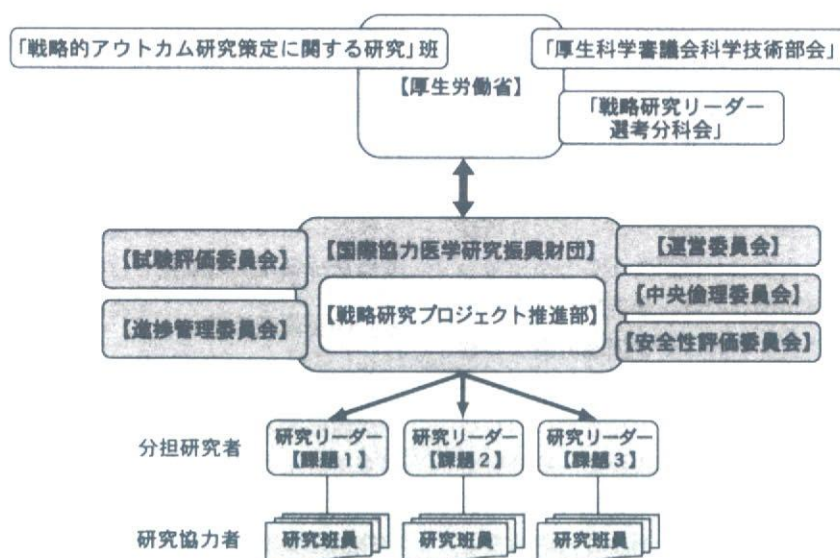 「戦略的アウトカム研究策定に関する研究」班
「厚生科学審議会科学技術部会」
【厚生労働省】
「戦略研究リーダー
選考分科会」
【試験評価委員会】
【国際協力医学研究振興財団】
【運営委員会】
【進捗管理委員会】
【戦略研究プロジェクト推進部】
【中央倫理委員会】
【安全性評価委員会】
分担研究者
研究リーダー
【課題1】
研究リーダー
【課題2】
研究リーダー
【課題3】
研究協力者
研究班員
研究班員
研究班員